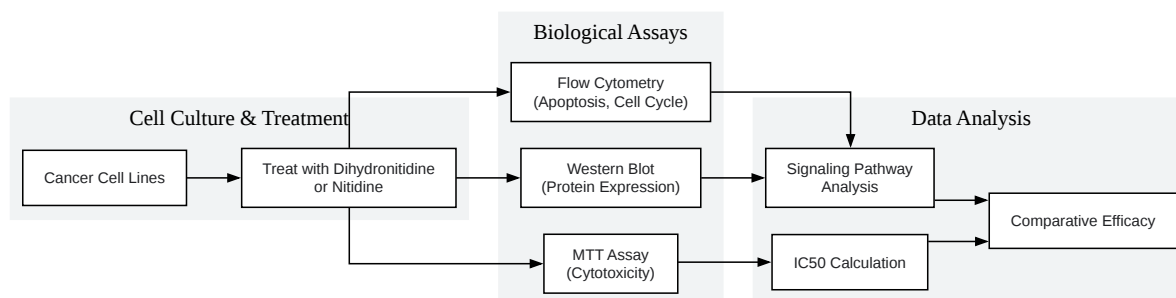 Biological Assays
Flow Cytometry
(Apoptosis, Cell Cycle)
Cell Culture & Treatment
Data Analysis
Cancer Cell Lines
Treat with Dihydronitidine
or Nitidine
Western Blot
(Protein Expression)
Signaling Pathway
Analysis
Comparative Efficacy
MTT Assay
(Cytotoxicity)
IC50 Calculation